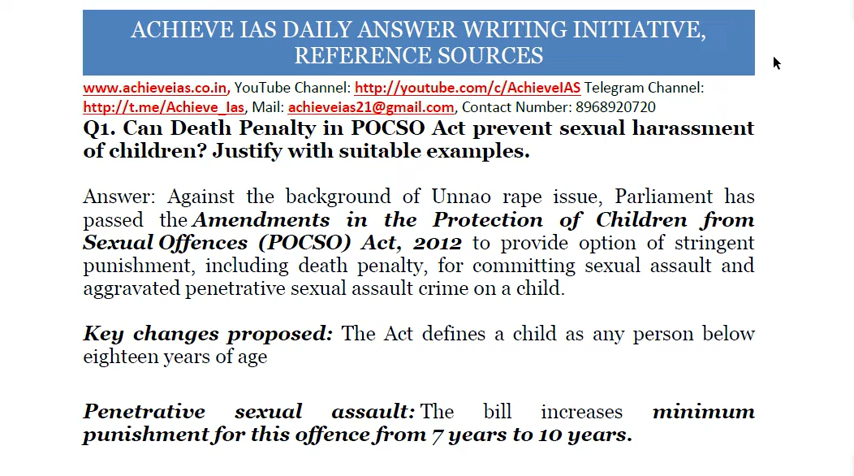 ACHIEVE IAS DAILY ANSWER WRITING INITIATIVE,
REFERENCE SOURCES
www.achieveias.co.in, YouTube Channel: http://youtube.com/c/AchieveIAS Telegram Channel:
http://t.me/Achieve_Ias, Mail: achieveias21@gmail.com, Contact Number: 8968920720
Q1. Can Death Penalty in POCSO Act prevent sexual harassment
of children? Justify with suitable examples.
Answer: Against the background of Unnao rape issue, Parliament has
passed the Amendments in the Protection of Children from
Sexual Offences (POCSO) Act, 2012 to provide option of stringent
punishment, including death penalty, for committing sexual assault and
aggravated penetrative sexual assault crime on a child.
Key changes proposed: The Act defines a child as any person below
eighteen years of age
Penetrative sexual assault: The bill increases minimum
punishment for this offence from 7 years to 10 years.